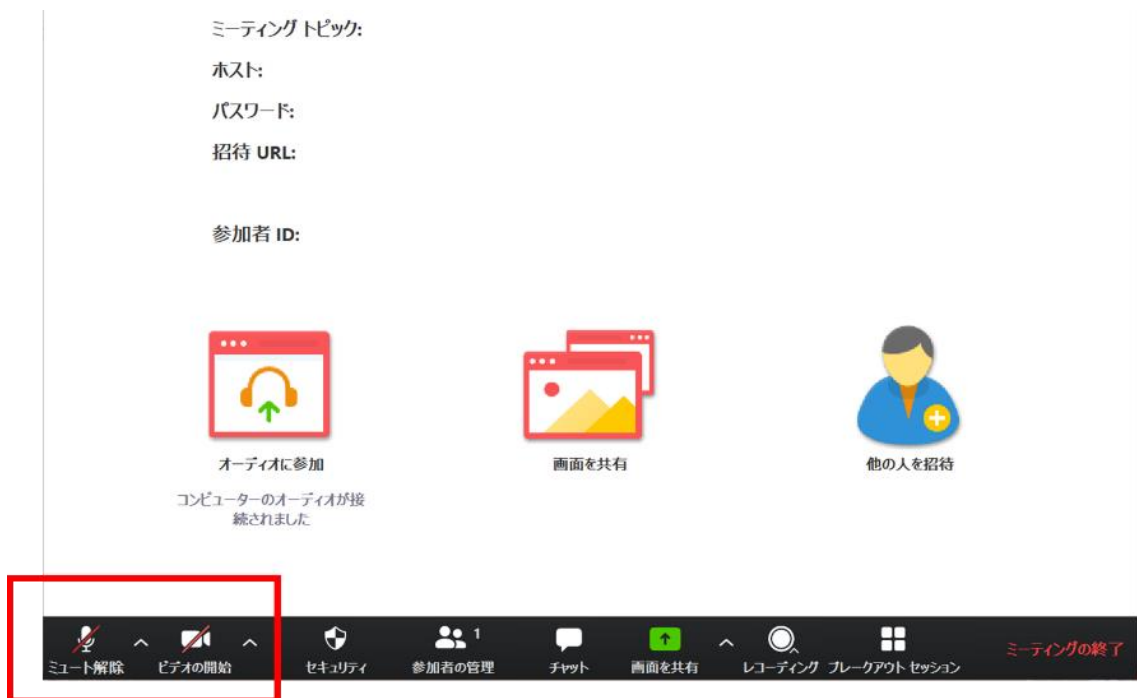 ミーティング トピック:
ホスト:
パスワード:
招待 URL:
参加者 ID:
オーディオに参加
画面を共有
他の人を招待
コンピューターのオーディオが接
続されました
ミュート解除
ビデオの開始
セキュリティ
1
参加者の管理
チャット
画面を共有
レコーディング
ブレークアウト セッション
ミーティングの終了